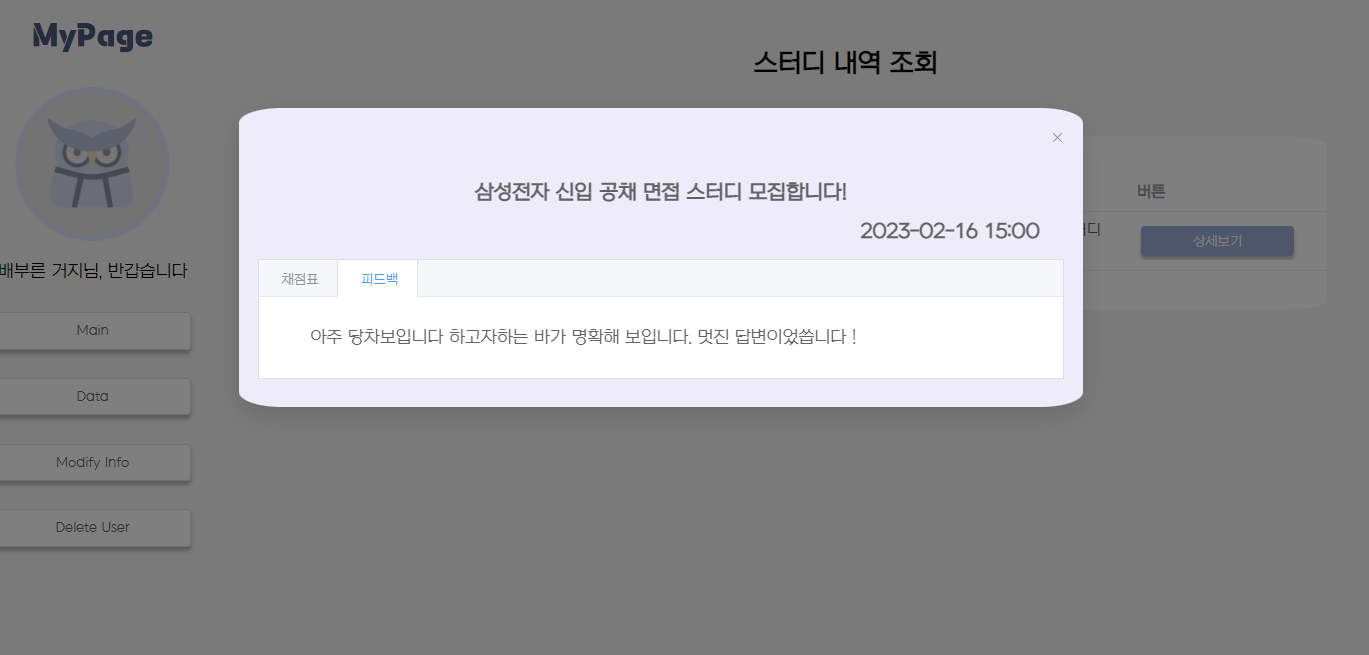 MyPage
스터디 내역 조회
삼성전자 신입 공채 면접 스터디 모집합니다!
버튼
2023-02-16 15:00
디
상세보기
배부른 거지님, 반갑습니다
채점표
피드백
아주 당차보입니다 하고자하는 바가 명확해 보입니다. 멋진 답변이었씁니다 !
Main
Data
Modify Info
Delete User